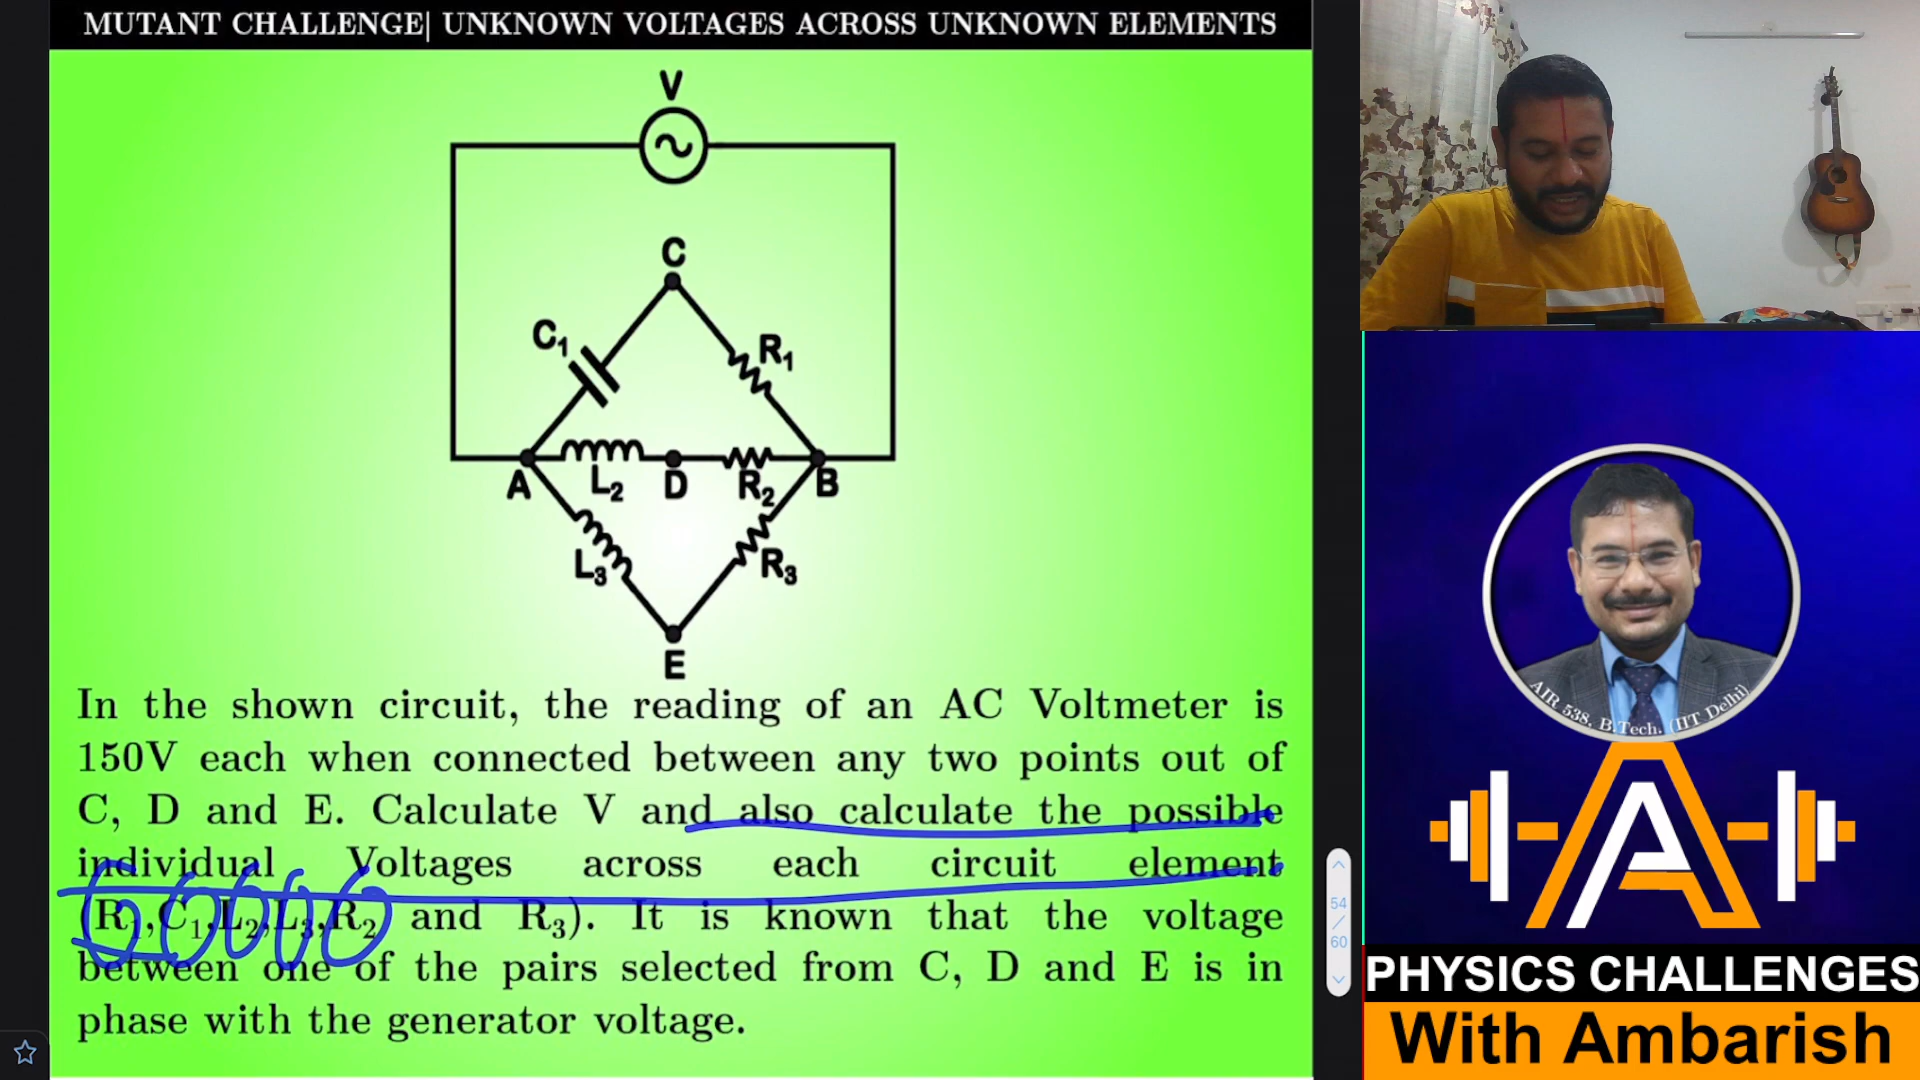 MUTANT CHALLENGE| UNKNOWN VOLTAGES ACROSS UNKNOWN ELEMENTS
V
C
C₁
R₁
A
L₂
D
R₂
B
L₃
R₃
E
In the shown circuit, the reading of an AC Voltmeter is
150V each when connected between any two points out of
C, D and E. Calculate V and also calculate the possible
individual Voltages across each circuit element
(R₁,C₁,L₂,L₃,R₂ and R₃). It is known that the voltage
between one of the pairs selected from C, D and E is in
phase with the generator voltage.
54
/
60
AIR 538, B.Tech. (IIT Delhi)
A
PHYSICS CHALLENGES
With Ambarish